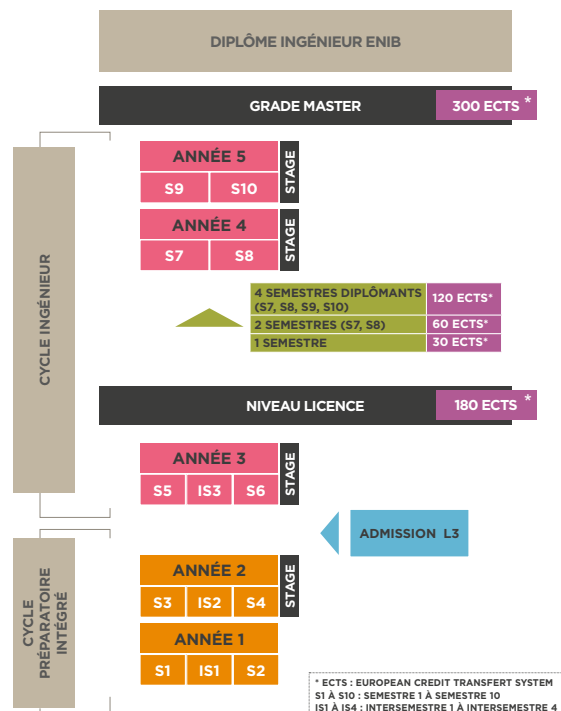 DIPLÔME INGÉNIEUR ENIB
GRADE MASTER 300 ECTS *
CYCLE INGÉNIEUR
ANNÉE 5
S9 S10
STAGE
ANNÉE 4
S7 S8
STAGE
4 SEMESTRES DIPLÔMANTS
(S7, S8, S9, S10)
120 ECTS*
2 SEMESTRES (S7, S8) 60 ECTS*
1 SEMESTRE 30 ECTS*
NIVEAU LICENCE 180 ECTS *
ANNÉE 3
S5 IS3 S6
STAGE
ADMISSION L3
CYCLE
PRÉPARATOIRE
INTÉGRÉ
ANNÉE 2
S3 IS2 S4
STAGE
ANNÉE 1
S1 IS1 S2
* ECTS : EUROPEAN CREDIT TRANSFERT SYSTEM
S1 À S10 : SEMESTRE 1 À SEMESTRE 10
IS1 À IS4 : INTERSEMESTRE 1 À INTERSEMESTRE 4